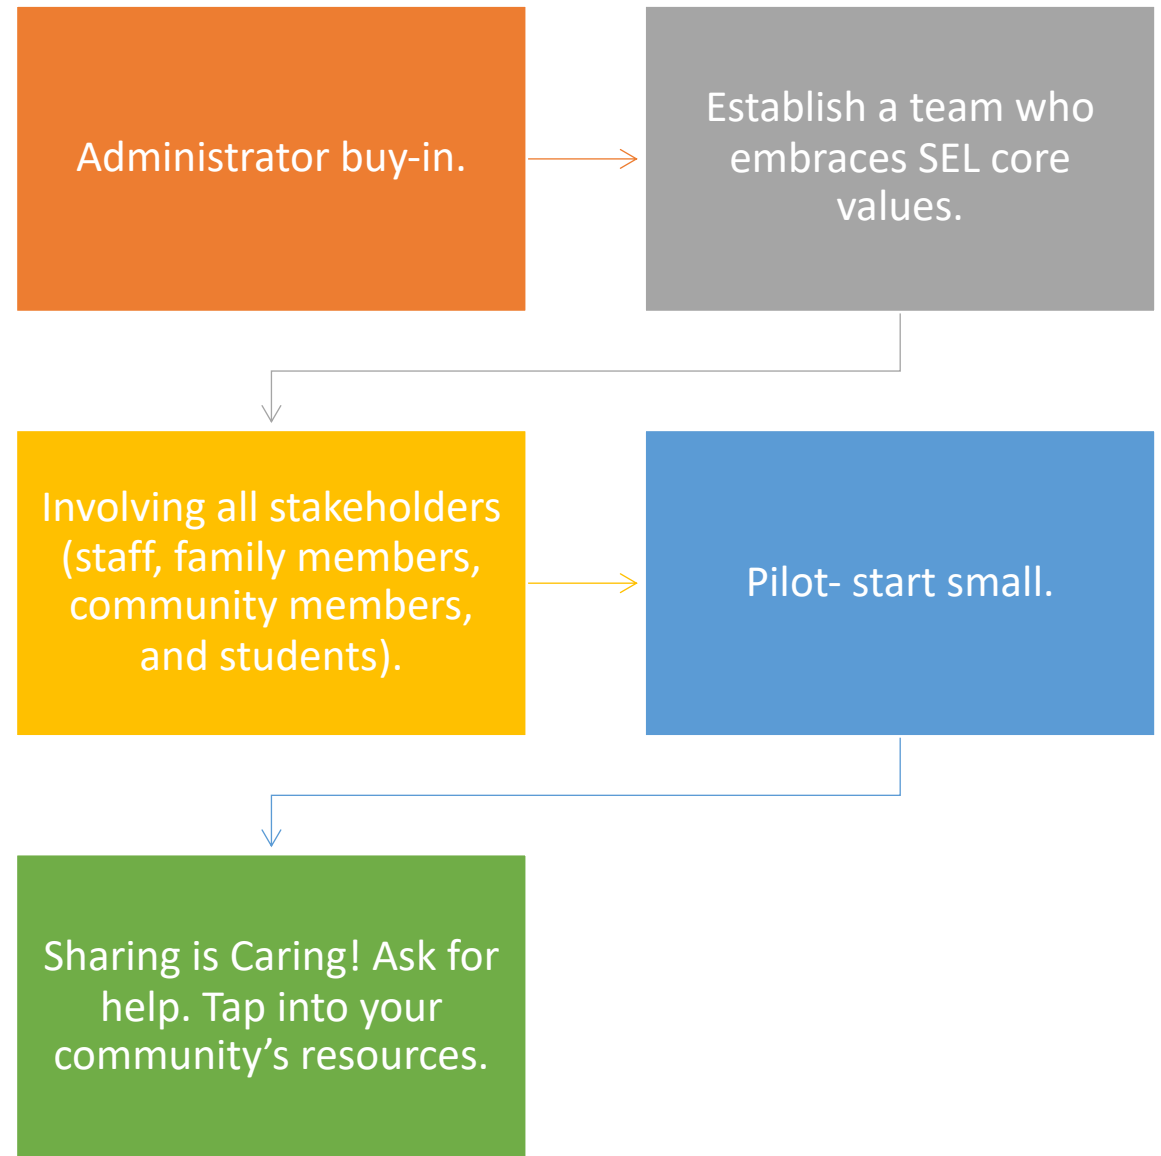 Administrator buy-in.
Establish a team who
embraces SEL core
values.
Involving all stakeholders
(staff, family members,
community members,
and students).
Pilot- start small.
Sharing is Caring! Ask for
help. Tap into your
community’s resources.